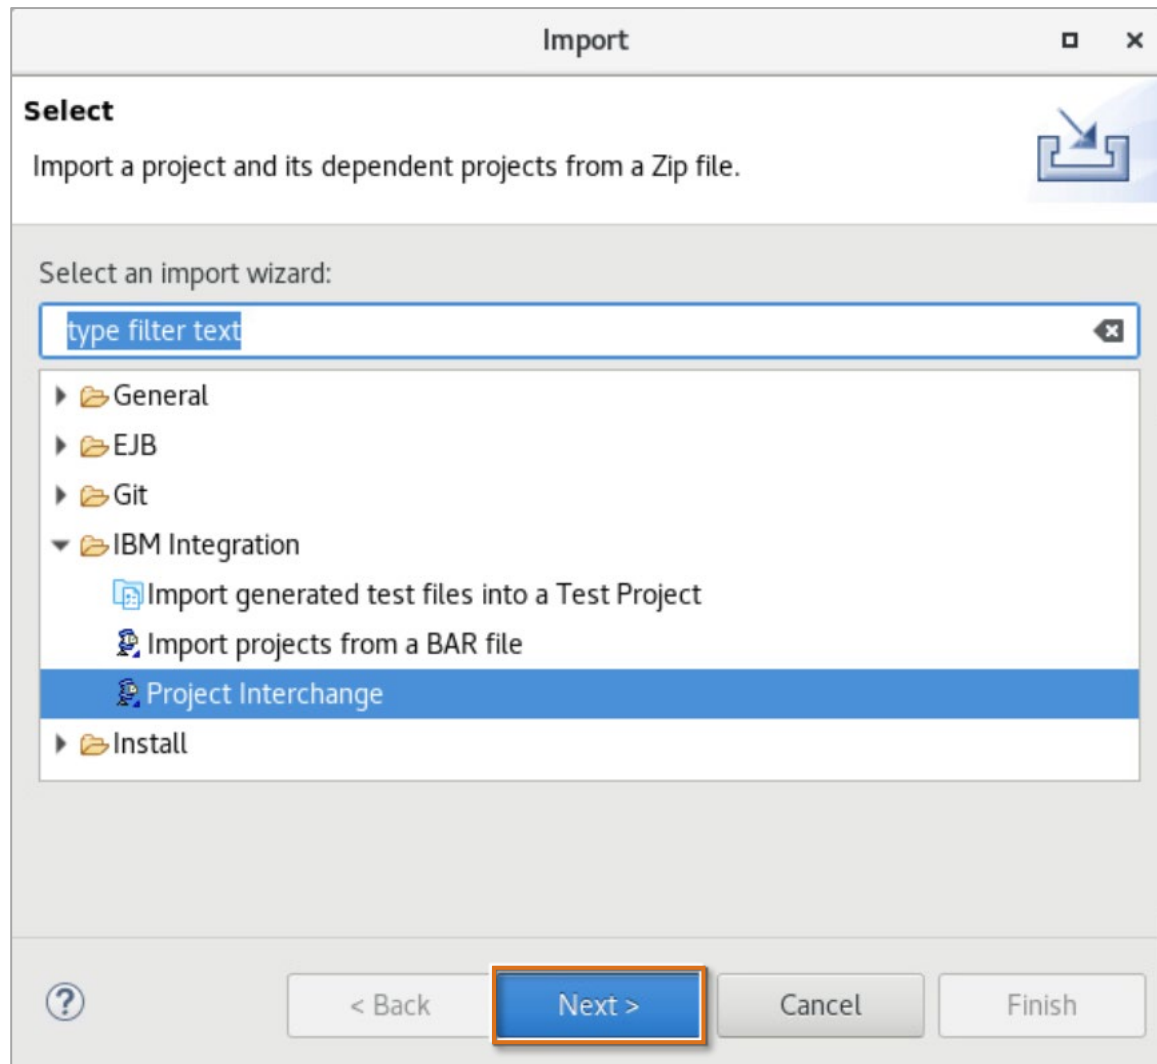 Import
Select
Import a project and its dependent projects from a Zip file.
Select an import wizard:
type filter text
General
EJB
Git
IBM Integration
Import generated test files into a Test Project
Import projects from a BAR file
Project Interchange
Install
? < Back Next > Cancel Finish